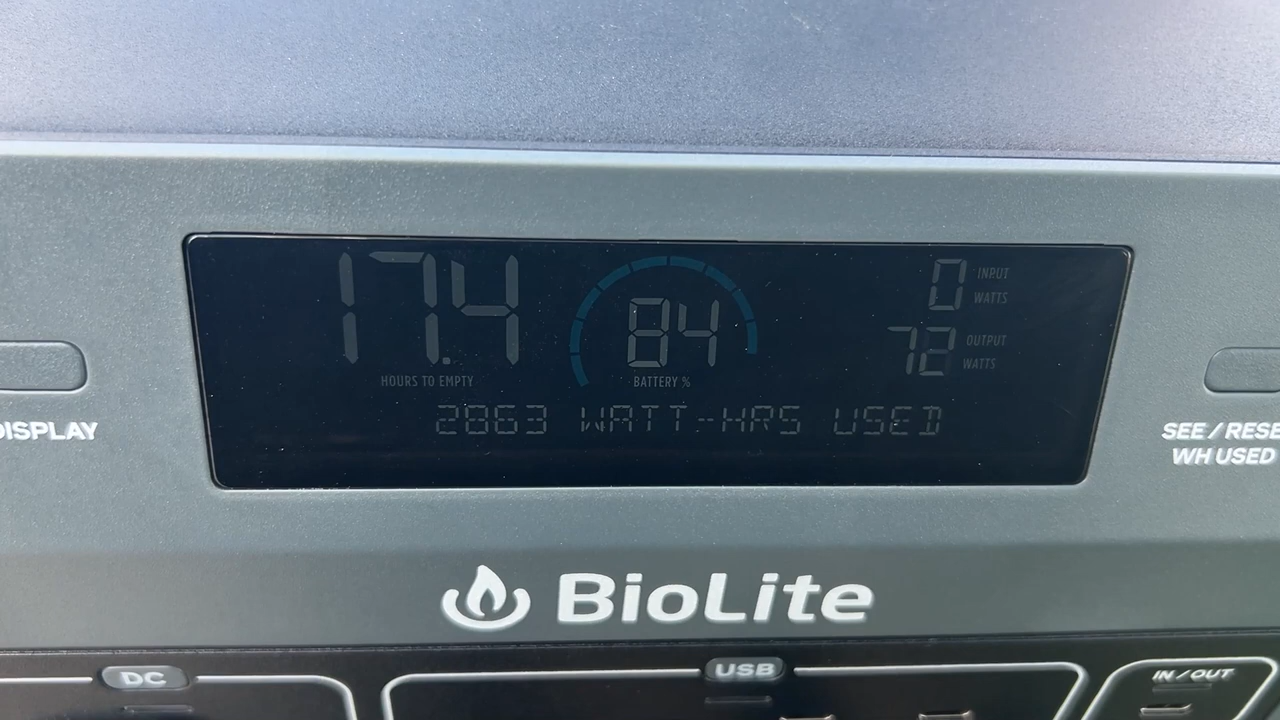 17.4
HOURS TO EMPTY
84
BATTERY %
0 INPUT WATTS
72 OUTPUT WATTS
2863 WATT-HRS USED
DISPLAY
SEE / RESE
WH USED
BioLite
DC
USB
IN / OUT